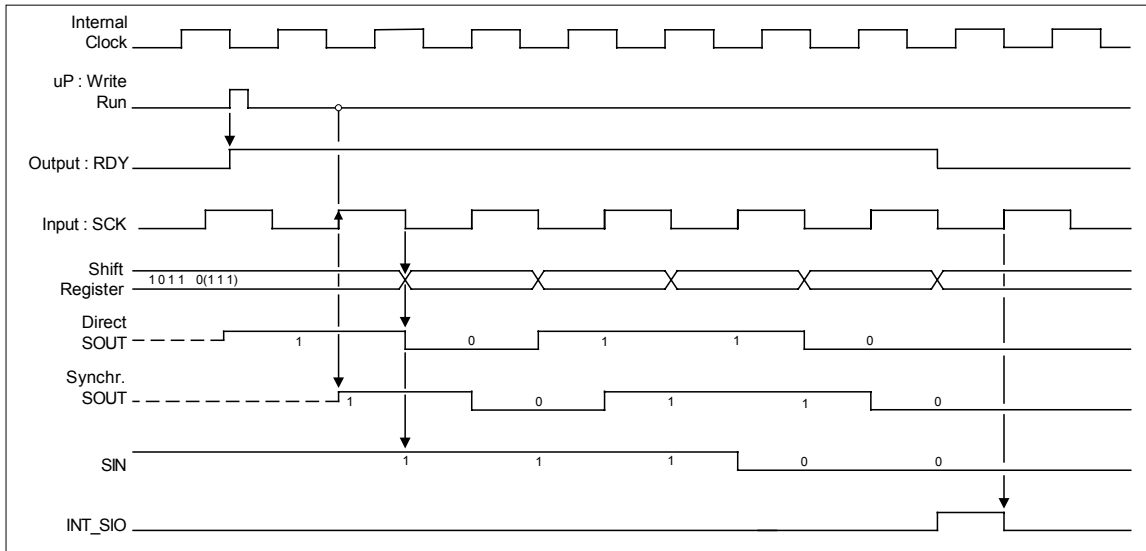 Internal
Clock
uP : Write
Run
Output : RDY
Input : SCK
Shift
Register
1 0 1 1 0(1 1 1)
Direct
SOUT
1 0 1 1 0
Synchr.
SOUT
1 0 1 1 0
SIN
1 1 1 0 0
INT_SIO